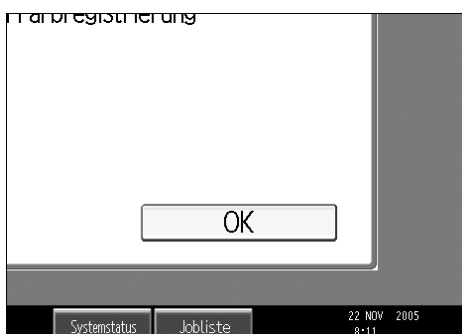 Farbregistrierung
OK
22 NOV 2005
Systemstatus Jobliste
8:11